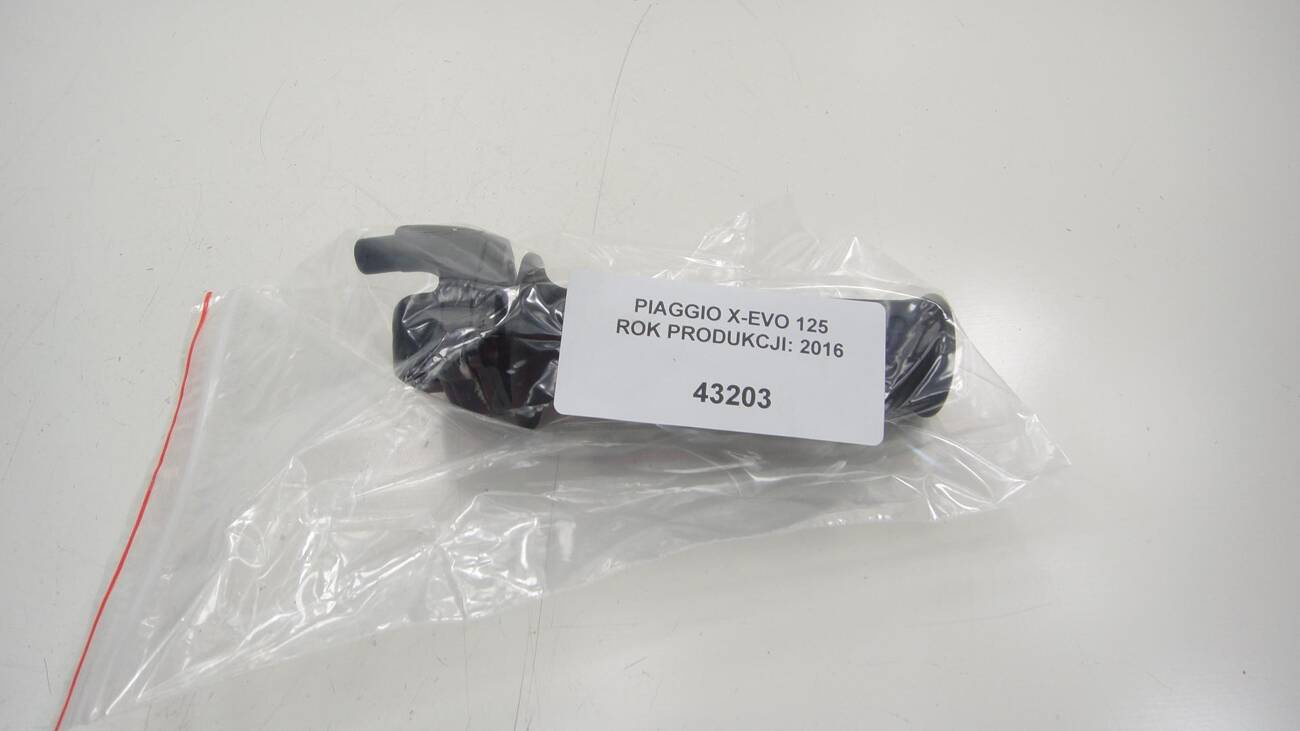 PIAGGIO X-EVO 125
ROK PRODUKCJI: 2016
43203